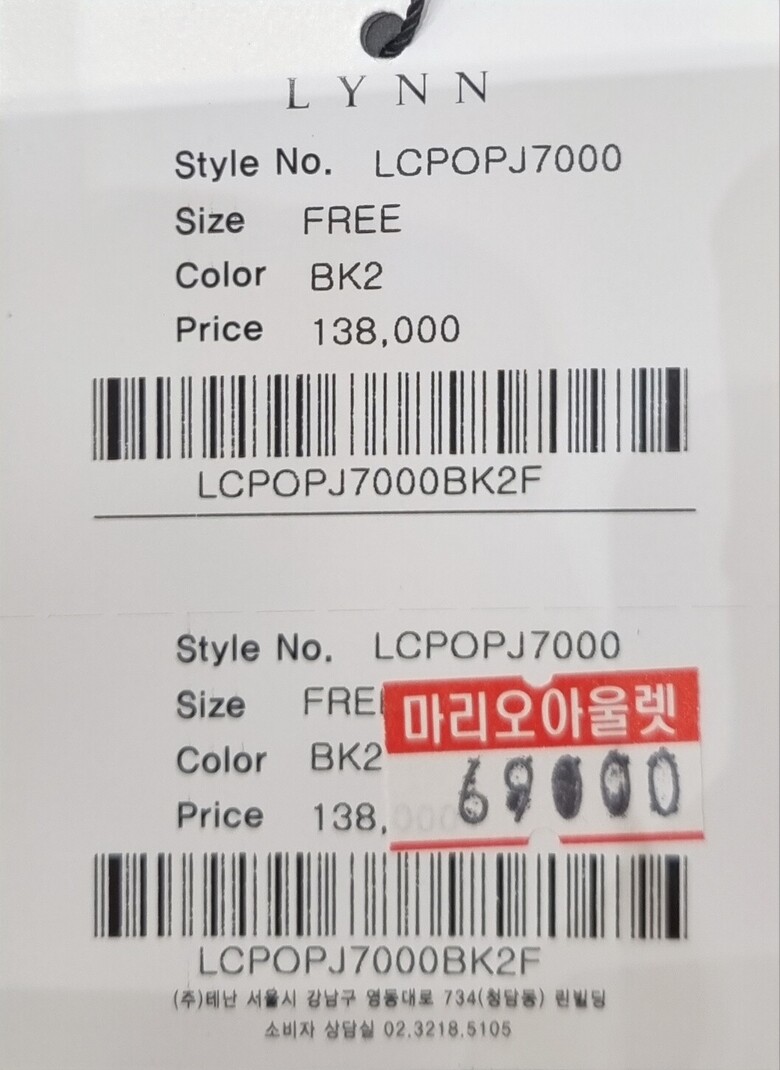 LYNN
Style No. LCPOPJ7000
Size FREE
Color BK2
Price 138,000
LCPOPJ7000BK2F
Style No. LCPOPJ7000
Size FREE
Color BK2
Price 138,000
마리오아울렛
69000
LCPOPJ7000BK2F
(주)테난 서울시 강남구 영동대로 734(청담동) 린빌딩
소비자 상담실 02.3218.5105